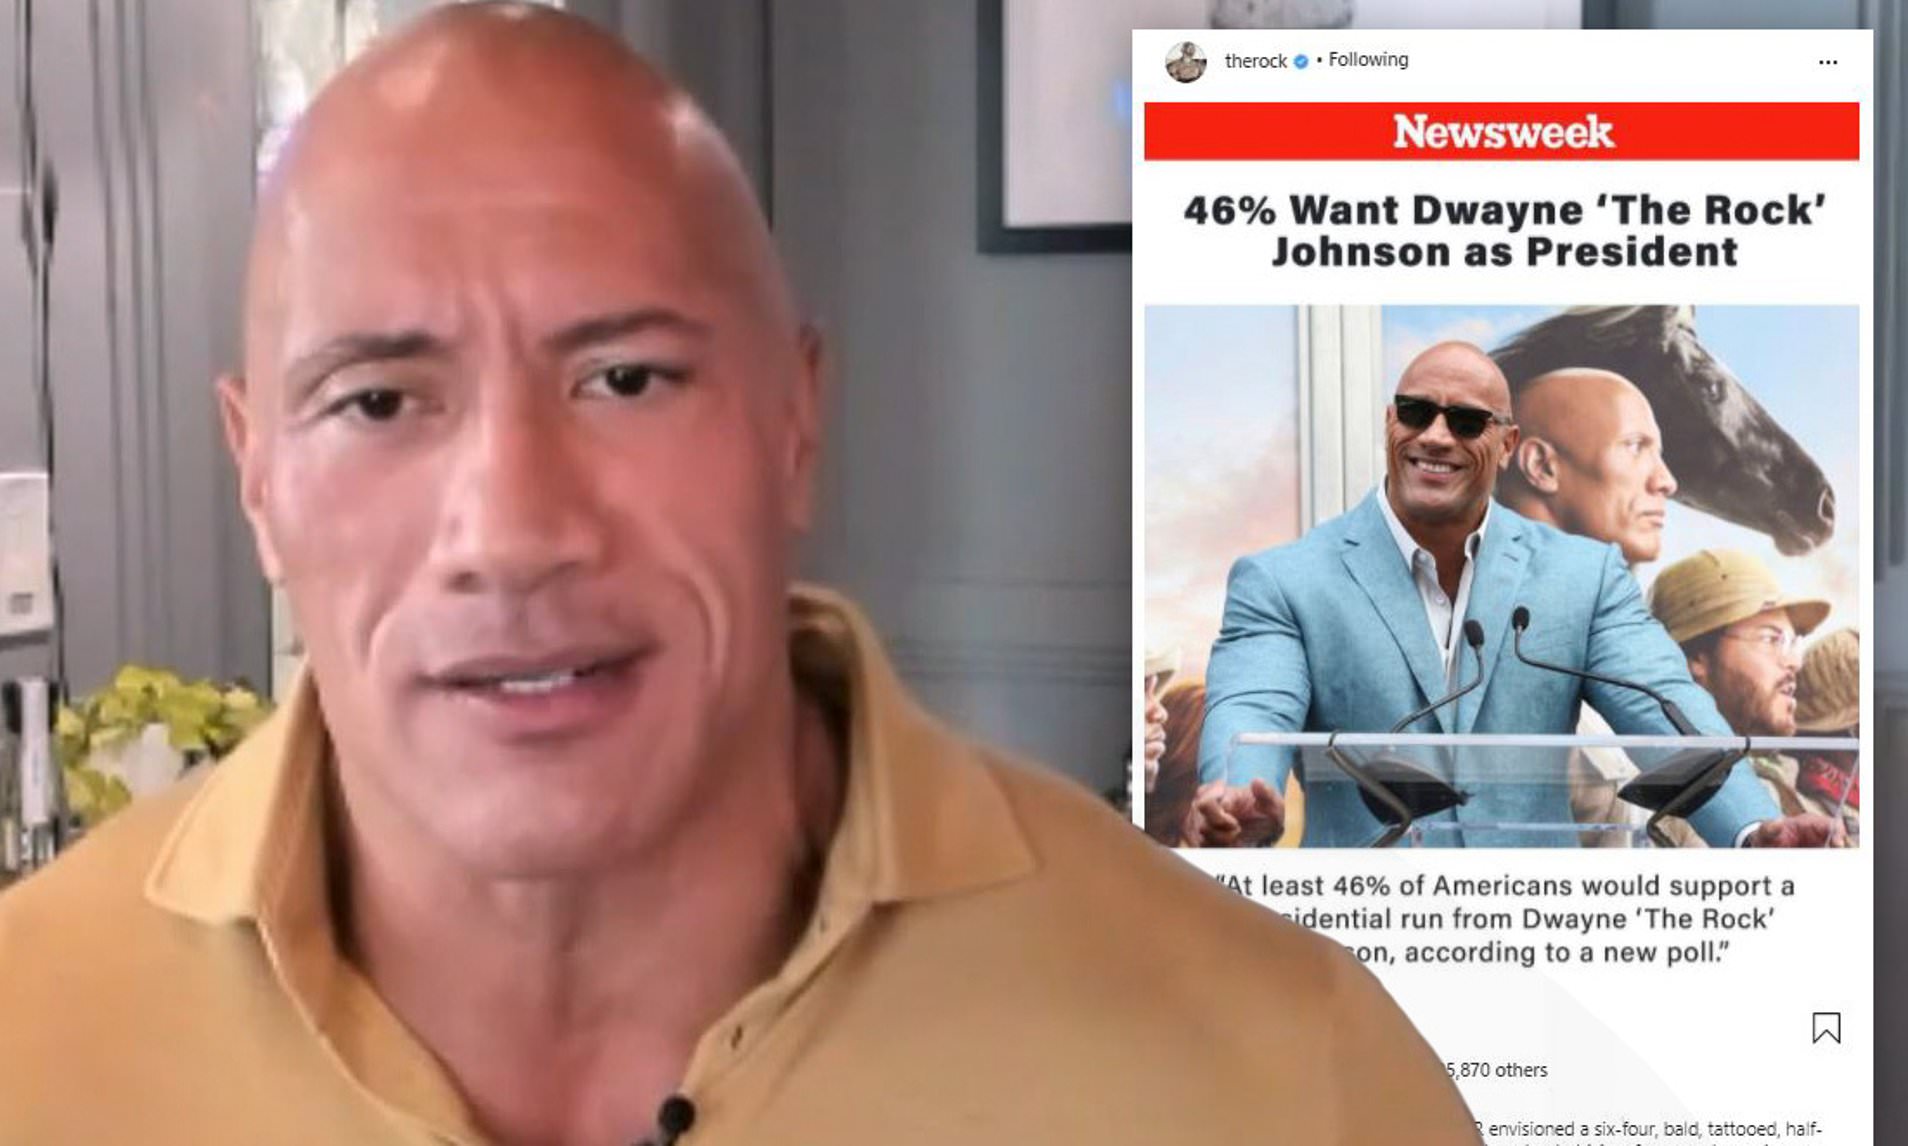 therock • Following
Newsweek
46% Want Dwayne ‘The Rock’
Johnson as President
“At least 46% of Americans would support a
sidential run from Dwayne ‘The Rock’
on, according to a new poll.”
5,870 others
envisioned a six-four, bald, tattooed, half-